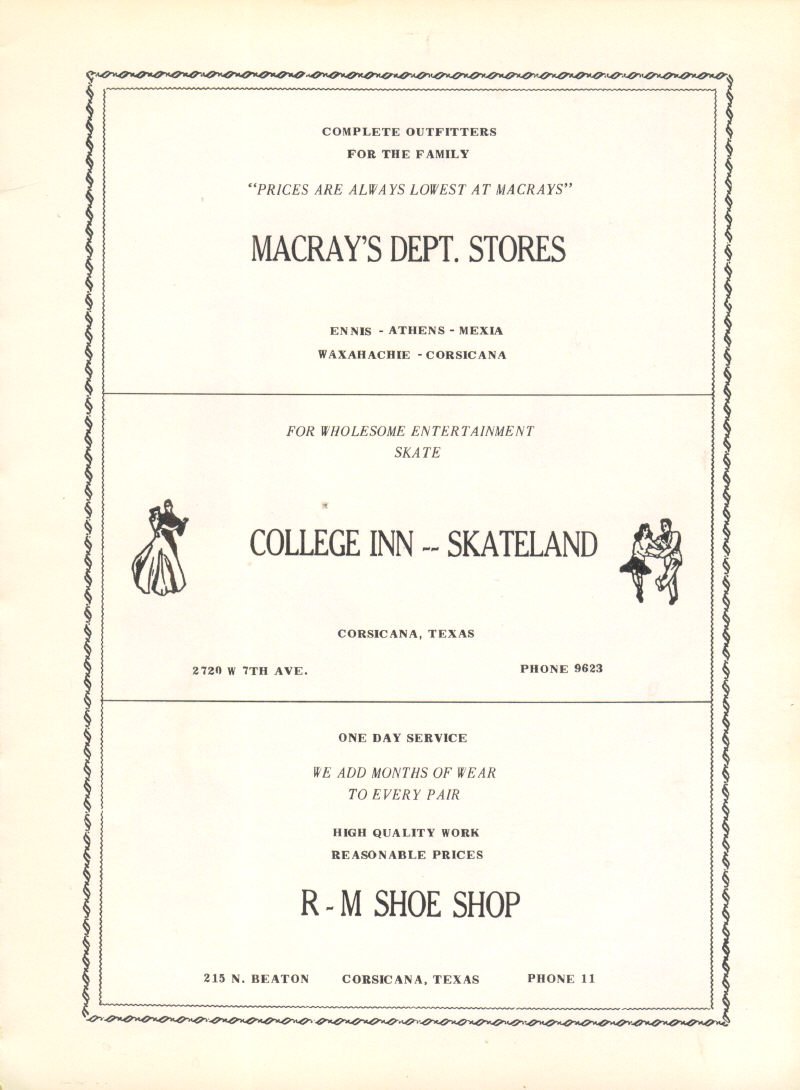 COMPLETE OUTFITTERS
FOR THE FAMILY
"PRICES ARE ALWAYS LOWEST AT MACRAYS"
MACRAY'S DEPT. STORES
ENNIS - ATHENS - MEXIA
WAXAHACHIE - CORSICANA
FOR WHOLESOME ENTERTAINMENT
SKATE
COLLEGE INN -- SKATELAND
CORSICANA, TEXAS
2720 W 7TH AVE. PHONE 9623
ONE DAY SERVICE
WE ADD MONTHS OF WEAR
TO EVERY PAIR
HIGH QUALITY WORK
REASONABLE PRICES
R - M SHOE SHOP
215 N. BEATON CORSICANA, TEXAS PHONE 11